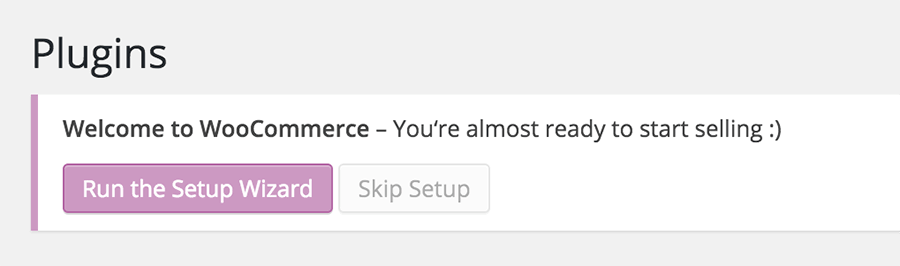 Plugins
Welcome to WooCommerce – You‘re almost ready to start selling :)
Run the Setup Wizard
Skip Setup